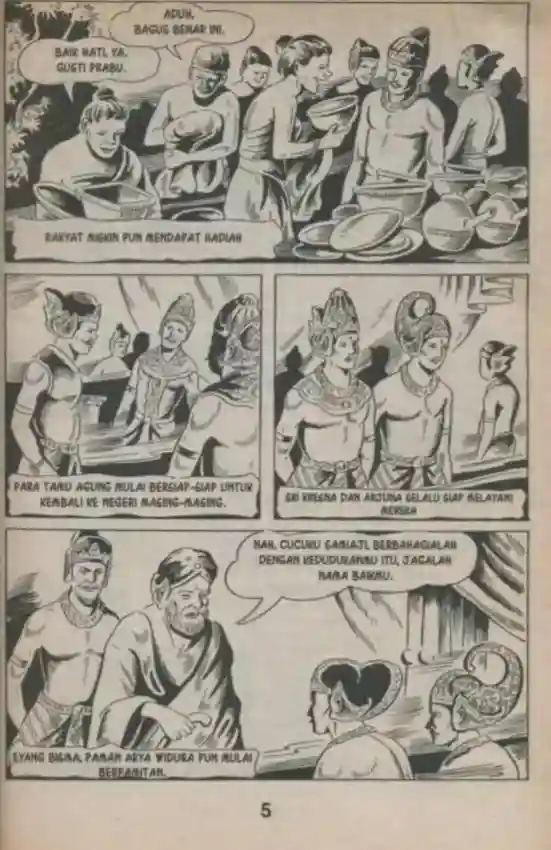 ADUH,
BAGUS BENAR INI.
BAIK HATI, YA,
GUSTI PRABU.
RAKYAT MISKIN PUN MENDAPAT HADIAH
PARA TAMU AGUNG MULAI BERSIAP-SIAP UNTUK
KEMBALI KE NEGERI MASING-MASING.
SRI KRESNA DAN ARJUNA SELALU SIAP MELAYANI
MEREKA
NAH, CUCUKU SAMIAJI, BERBAHAGIALAH
DENGAN KEDUDUKANMU ITU, JAGALAH
NAMA BAIKMU.
EYANG BISMA, PAMAN ARYA WIDURA PUN MULAI
BERPAMITAN.
5